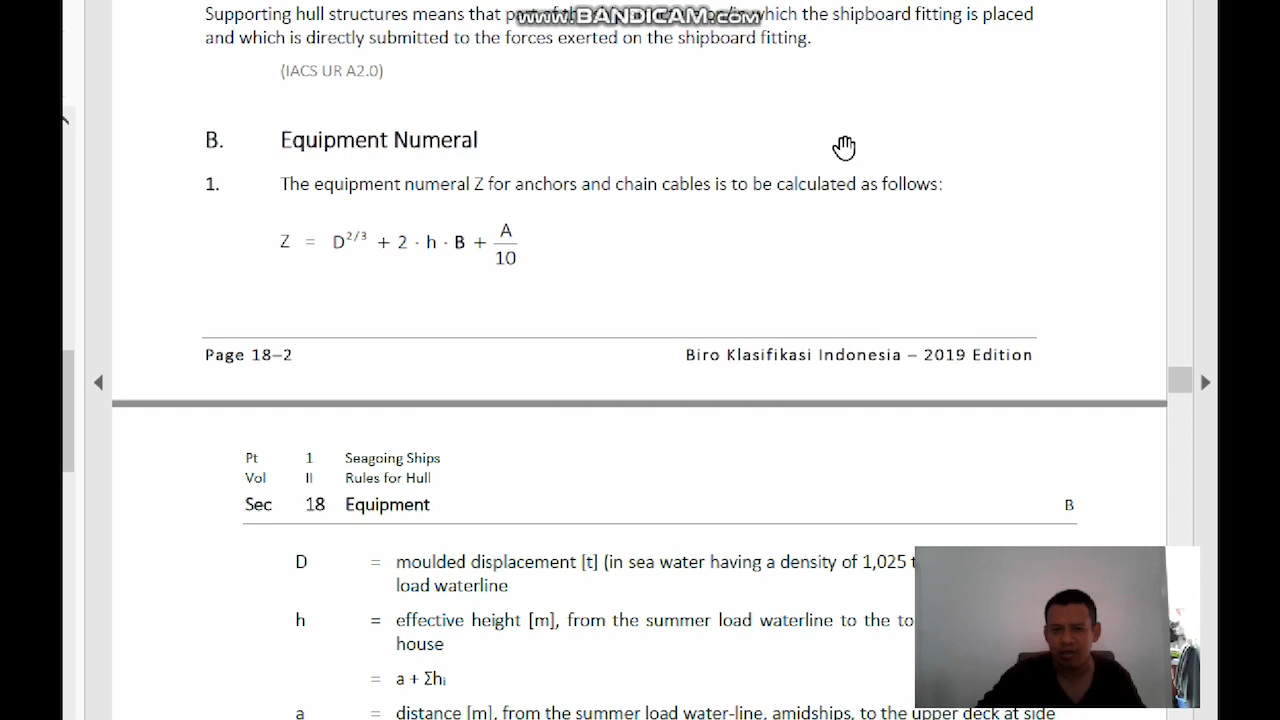 www.BANDICAM.com
Supporting hull structures means that part of the which the shipboard fitting is placed
and which is directly submitted to the forces exerted on the shipboard fitting.
(IACS UR A2.0)
B. Equipment Numeral
1. The equipment numeral Z for anchors and chain cables is to be calculated as follows:
Z = D^2/3 + 2 · h · B + A/10
Page 18–2 Biro Klasifikasi Indonesia – 2019 Edition
Pt 1 Seagoing Ships
Vol II Rules for Hull
Sec 18 Equipment B
D = moulded displacement [t] (in sea water having a density of 1,025
load waterline
h = effective height [m], from the summer load waterline to the
house
= a + Σhᵢ
a = distance [m], from the summer load water-line, amidships, to the upper deck at side